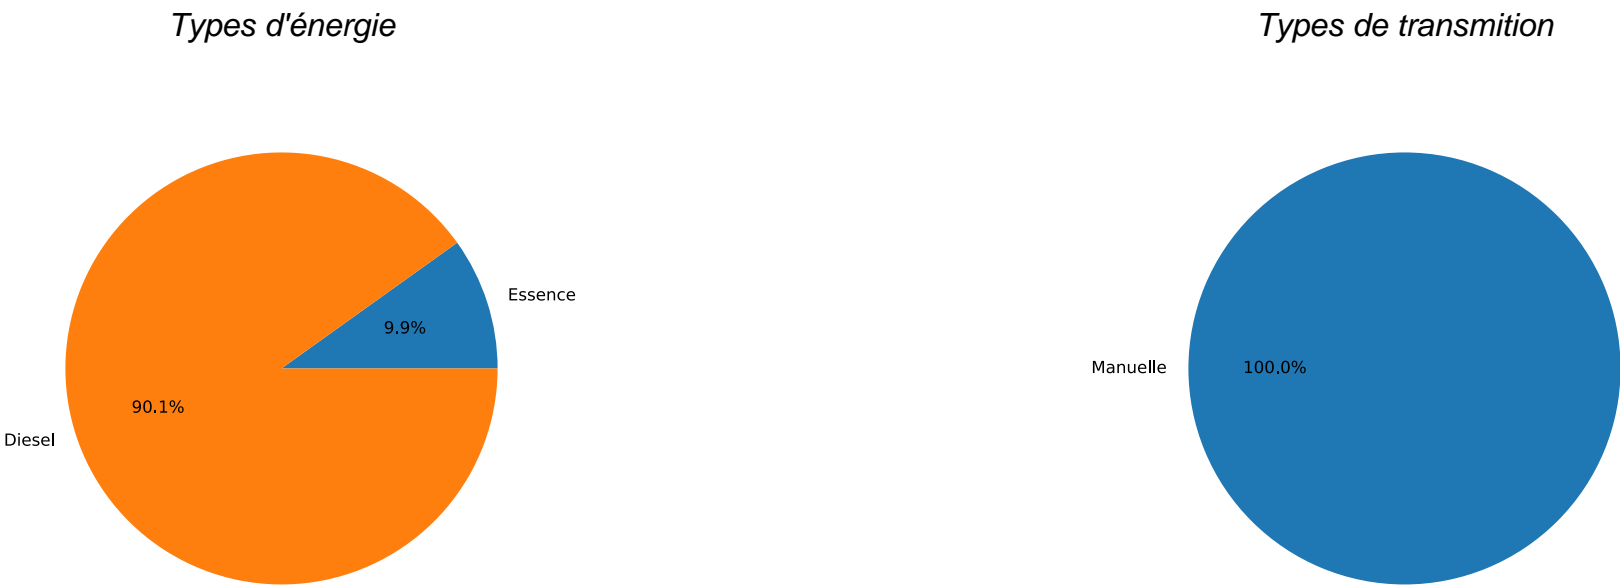 Types d'énergie
Types de transmition
Essence
9.9%
90.1%
Diesel
Manuelle
100.0%